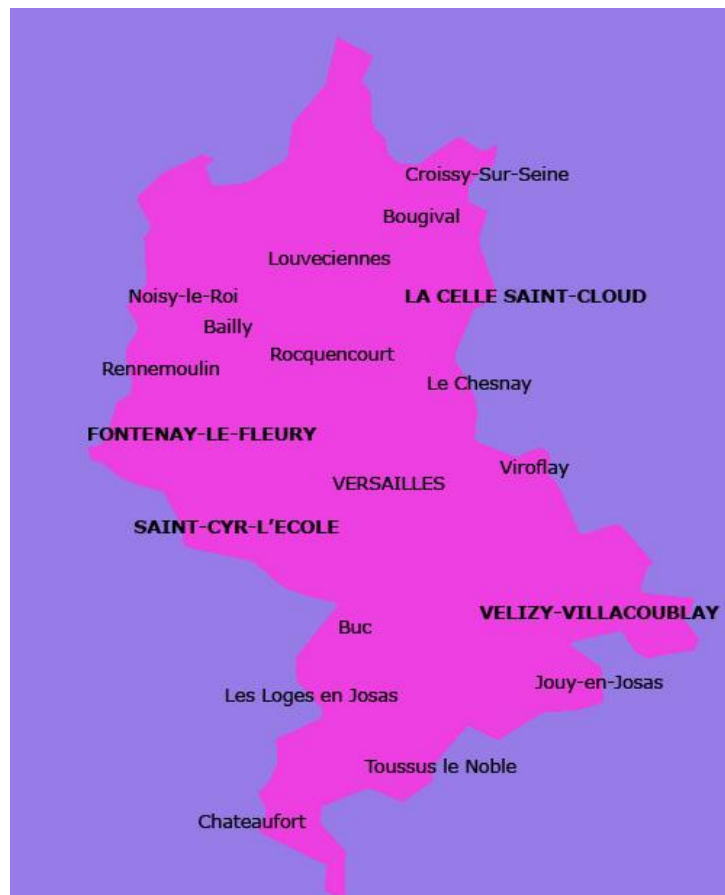 Croissy-Sur-Seine
Bougival
Louveciennes
Noisy-le-Roi
LA CELLE SAINT-CLOUD
Bailly
Rocquencourt
Rennemoulin
Le Chesnay
FONTENAY-LE-FLEURY
Viroflay
VERSAILLES
SAINT-CYR-L'ECOLE
VELIZY-VILLACOUBLAY
Buc
Jouy-en-Josas
Les Loges en Josas
Toussus le Noble
Chateaufort